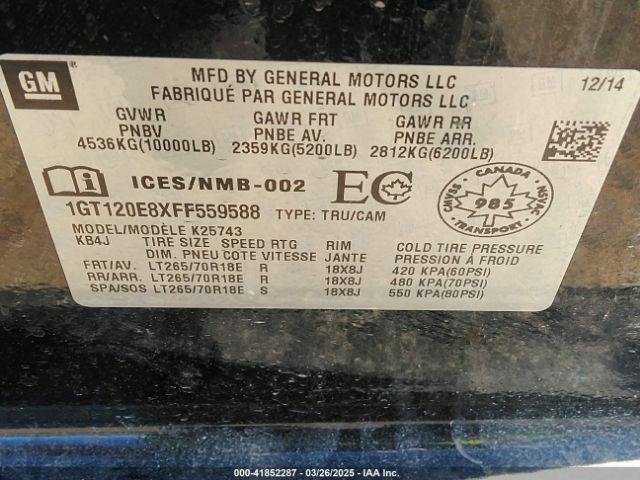 GM
MFD BY GENERAL MOTORS LLC 12/14
FABRIQUÉ PAR GENERAL MOTORS LLC
GVWR GAWR FRT GAWR RR
PNBV PNBE AV. PNBE ARR.
4536KG(10000LB) 2359KG(5200LB) 2812KG(6200LB)
ICES/NMB-002 EC
CANADA
CMVSS NSVAC
985
TRANSPORT
1GT120E8XFF559588 TYPE: TRU/CAM
MODEL/MODÈLE K25743
KB4J TIRE SIZE SPEED RTG RIM COLD TIRE PRESSURE
DIM. PNEU COTE VITESSE JANTE PRESSION À FROID
FRT/AV. LT265/70R18E R 18X8J 420 KPA(60PSI)
RR/ARR. LT265/70R18E R 18X8J 480 KPA(70PSI)
SPA/SOS LT265/70R18E S 18X8J 550 KPA(80PSI)
000-41852287 - 03/26/2025 - IAA Inc.